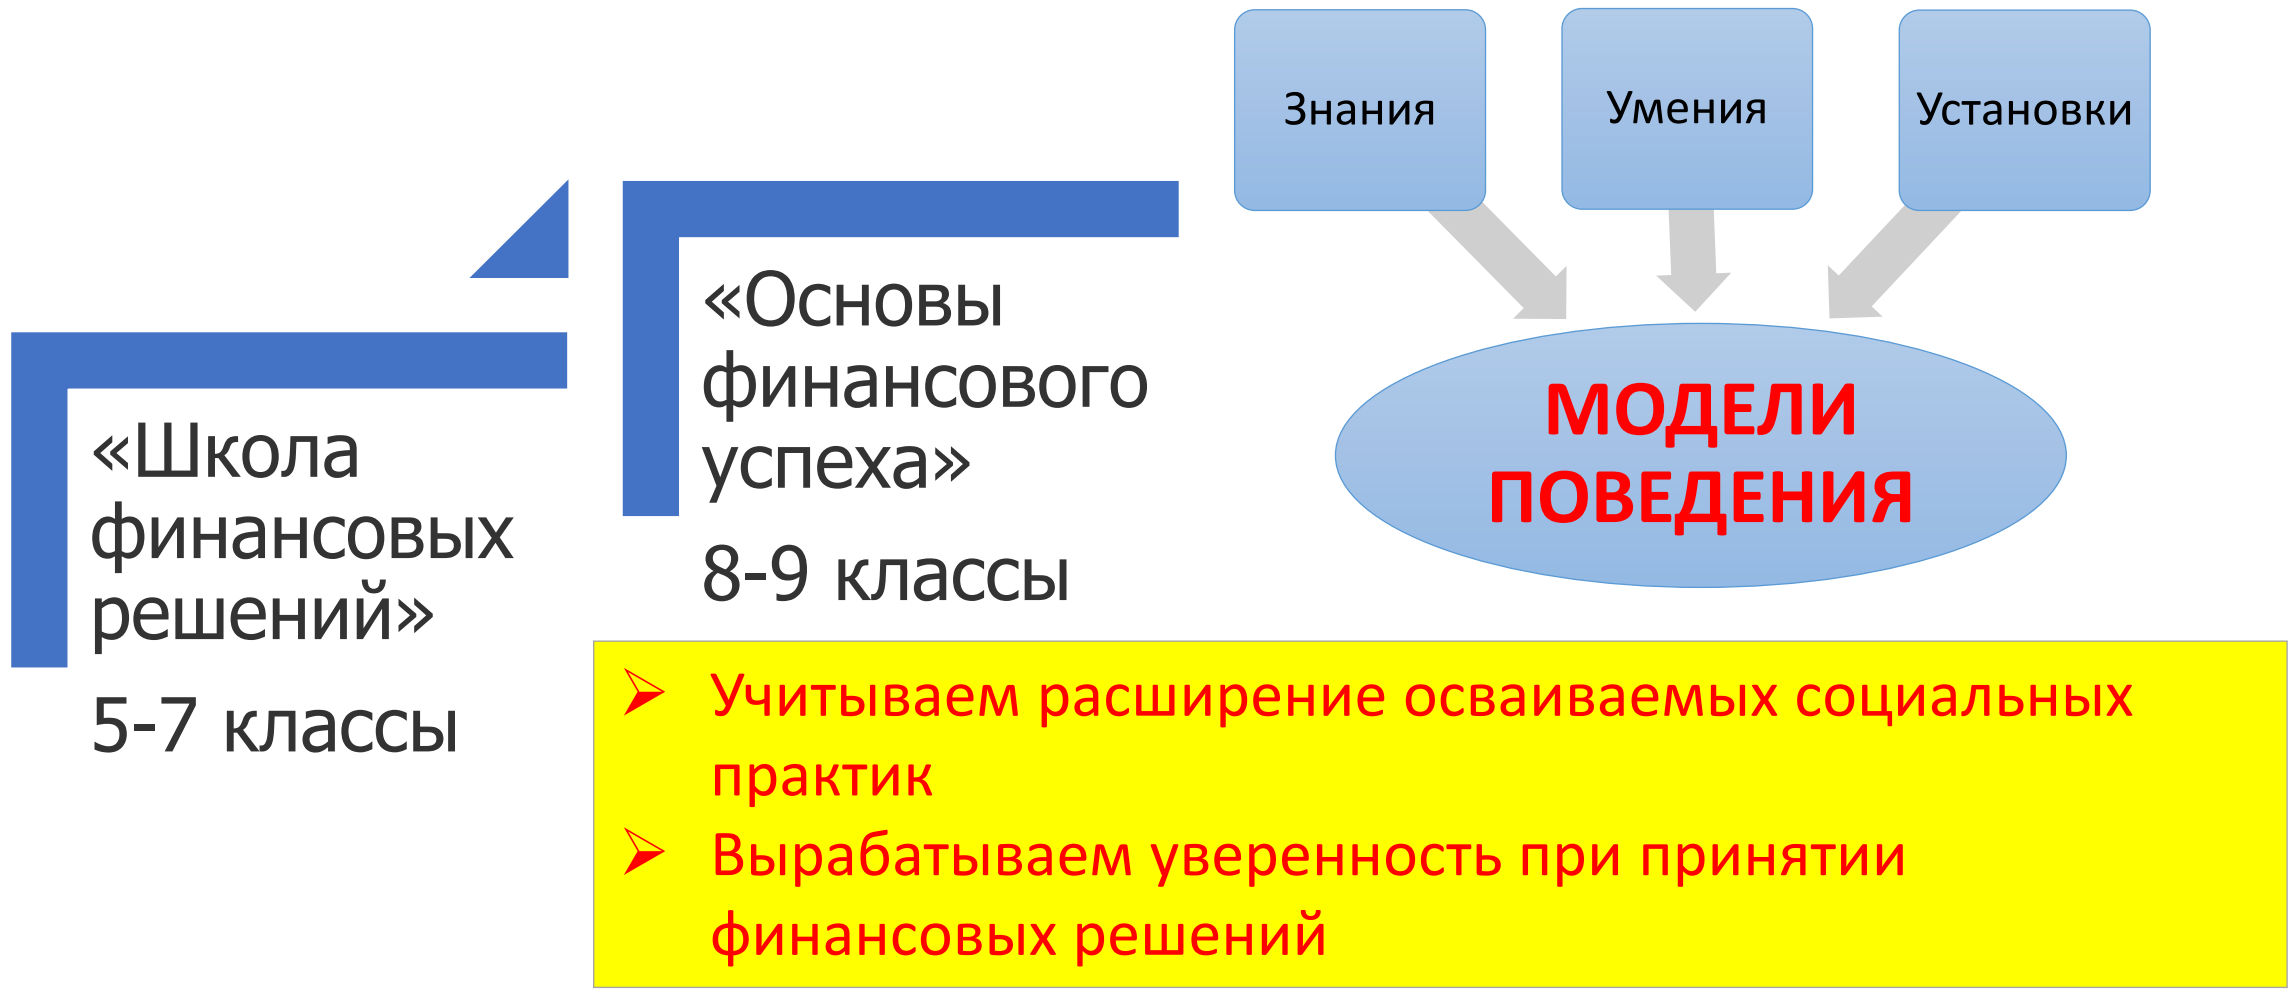 «Школа
финансовых
решений»
5-7 классы
«Основы
финансового
успеха»
8-9 классы
Знания
Умения
Установки
МОДЕЛИ
ПОВЕДЕНИЯ
Учитываем расширение осваиваемых социальных
практик
Вырабатываем уверенность при принятии
финансовых решений